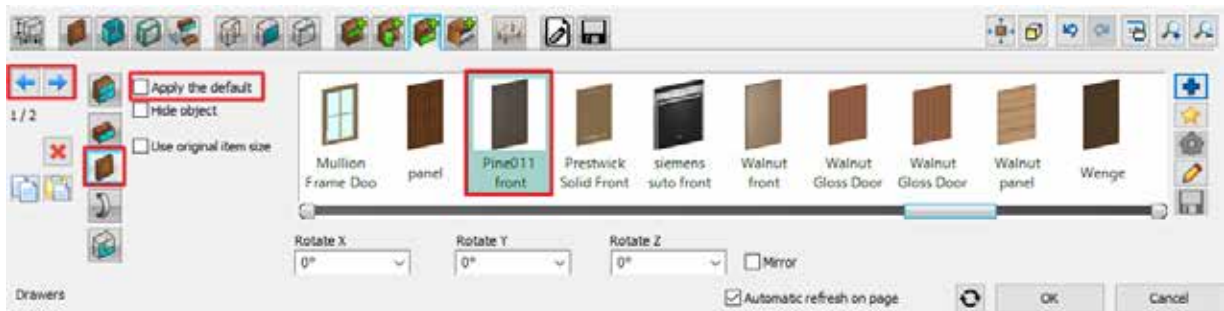 Apply the default
1/2
Hide object
Use original item size
Mullion
Frame Doo
panel
Pine011
front
Prestwick
Solid Front
siemens
suto front
Walnut
front
Walnut
Gloss Door
Walnut
Gloss Door
Walnut
panel
Wenge
Rotate X
Rotate Y
Rotate Z
0°
0°
0°
Mirror
Drawers
Automatic refresh on page
OK
Cancel